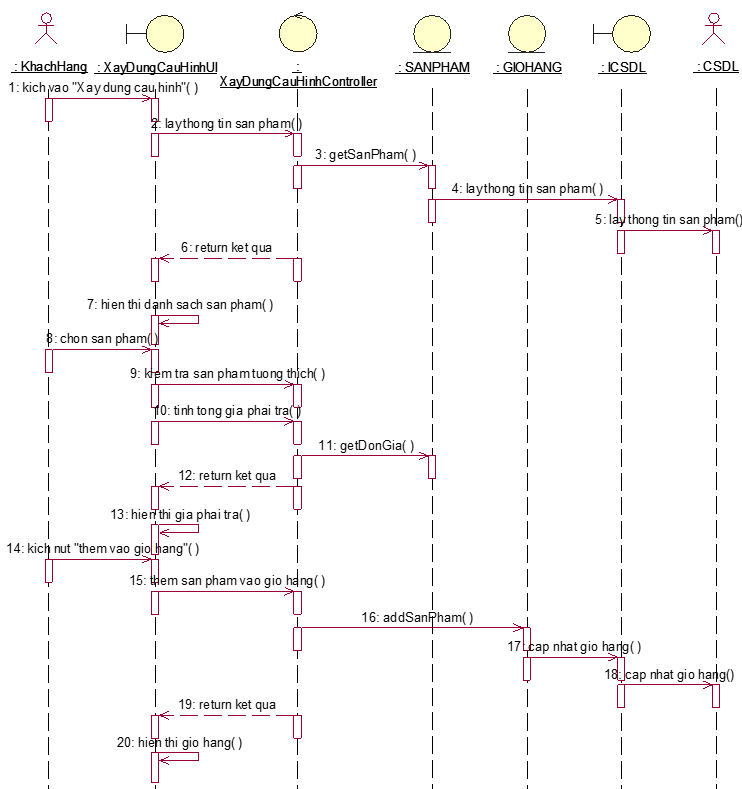 : KhachHang
: XayDungCauHinhUI
:
XayDungCauHinhController
: SANPHAM
: GIOHANG
: ICSDL
: CSDL
1: kich vao "Xay dung cau hinh"( )
2: laythong tin san pham( )
3: getSanPham( )
4: laythong tin san pham( )
5: laythong tin san pham()
6: return ket qua
7: hien thi danh sach san pham( )
8: chon san pham( )
9: kiem tra san pham tuong thich( )
10: tinh tong gia phai tra( )
11: getDonGia( )
12: return ket qua
13: hien thi gia phai tra( )
14: kich nut "them vao gio hang"( )
15: them san pham vao gio hang( )
16: addSanPham( )
17: cap nhat gio hang( )
18: cap nhat gio hang()
19: return ket qua
20: hien thi gio hang( )